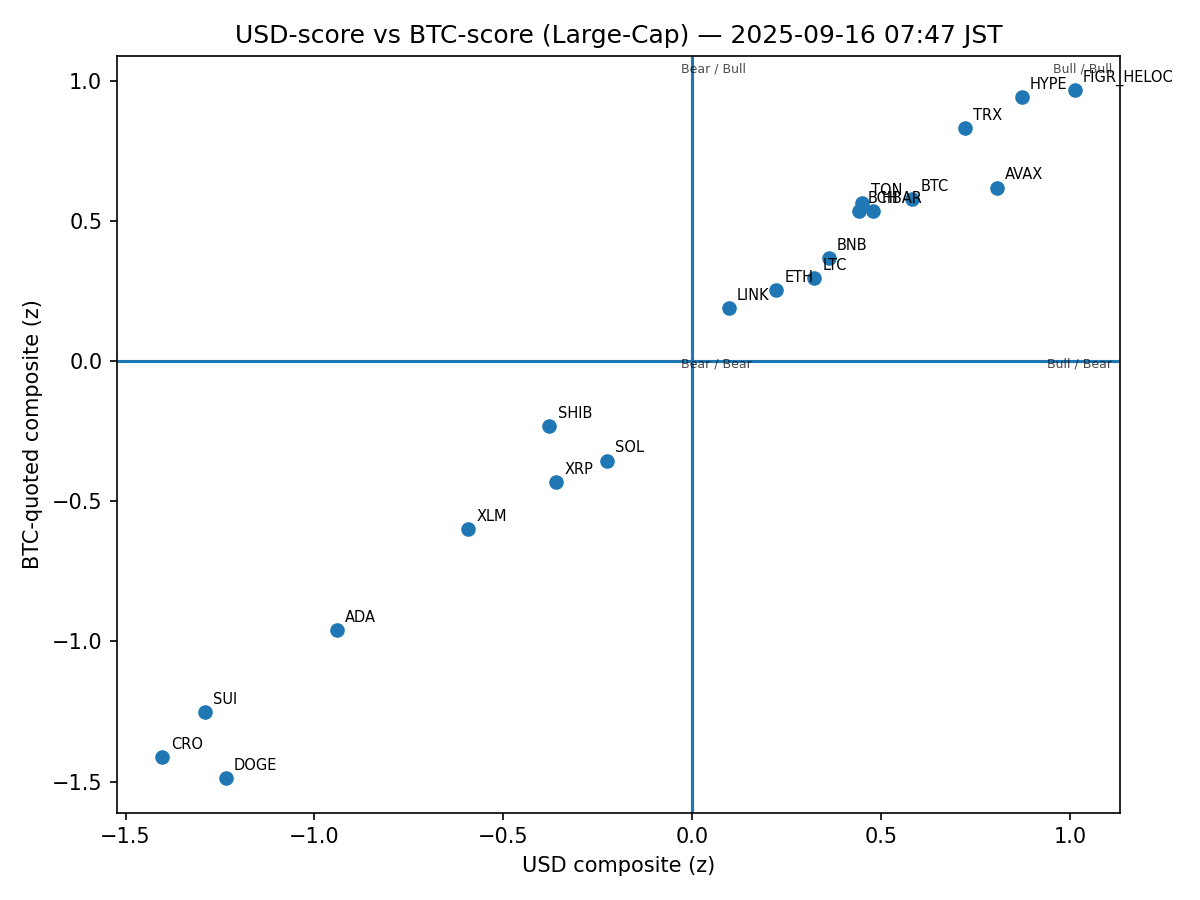 USD-score vs BTC-score (Large-Cap) — 2025-09-16 07:47 JST
Bear / Bull
Bull / Bull
FIGR_HELOC
HYPE
TRX
AVAX
BTC
TON
BCH
HBAR
BNB
LTC
ETH
LINK
Bear / Bear
Bull / Bear
SHIB
SOL
XRP
XLM
ADA
SUI
CRO
DOGE
1.0
0.5
0.0
−0.5
−1.0
−1.5
BTC-quoted composite (z)
−1.5
−1.0
−0.5
0.0
0.5
1.0
USD composite (z)